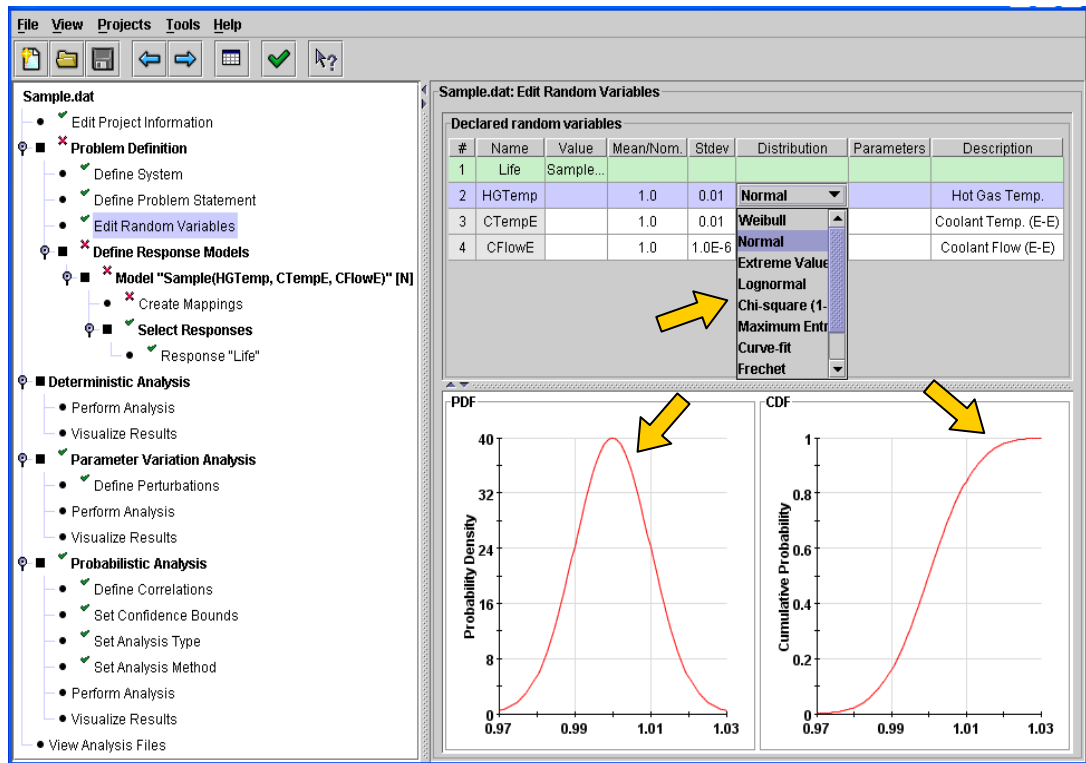 File View Projects Tools Help
Sample.dat
Edit Project Information
Problem Definition
Define System
Define Problem Statement
Edit Random Variables
Define Response Models
Model "Sample(HGTemp, CTempE, CFlowE)" [N]
Create Mappings
Select Responses
Response "Life"
Deterministic Analysis
Perform Analysis
Visualize Results
Parameter Variation Analysis
Define Perturbations
Perform Analysis
Visualize Results
Probabilistic Analysis
Define Correlations
Set Confidence Bounds
Set Analysis Type
Set Analysis Method
Perform Analysis
Visualize Results
View Analysis Files
Sample.dat: Edit Random Variables
Declared random variables
# Name Value Mean/Nom. Stdev Distribution Parameters Description
1 Life Sample...
2 HGTemp 1.0 0.01 Normal Hot Gas Temp.
3 CTempE 1.0 0.01 Coolant Temp. (E-E)
4 CFlowE 1.0 1.0E-6 Coolant Flow (E-E)
Weibull
Normal
Extreme Value
Lognormal
Chi-square (1-
Maximum Entr
Curve-fit
Frechet
PDF
Probability Density
40
32
24
16
8
0
0.97 0.99 1.01 1.03
CDF
Cumulative Probability
1
0.8
0.6
0.4
0.2
0
0.97 0.99 1.01 1.03